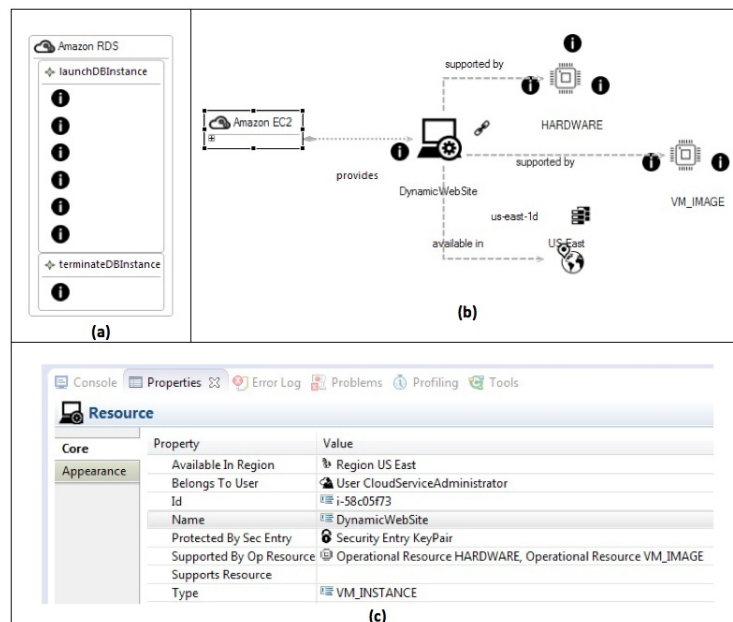 Amazon RDS
launchDBInstance
terminateDBInstance
(a)
supported by
HARDWARE
Amazon EC2
provides
DynamicWebSite
supported by
VM_IMAGE
us-east-1d
available in
US East
(b)
Console Properties Error Log Problems Profiling Tools
Resource
Core
Appearance
Property Value
Available In Region Region US East
Belongs To User User CloudServiceAdministrator
Id i-58c05f73
Name DynamicWebSite
Protected By Sec Entry Security Entry KeyPair
Supported By Op Resource Operational Resource HARDWARE, Operational Resource VM_IMAGE
Supports Resource
Type VM_INSTANCE
(c)